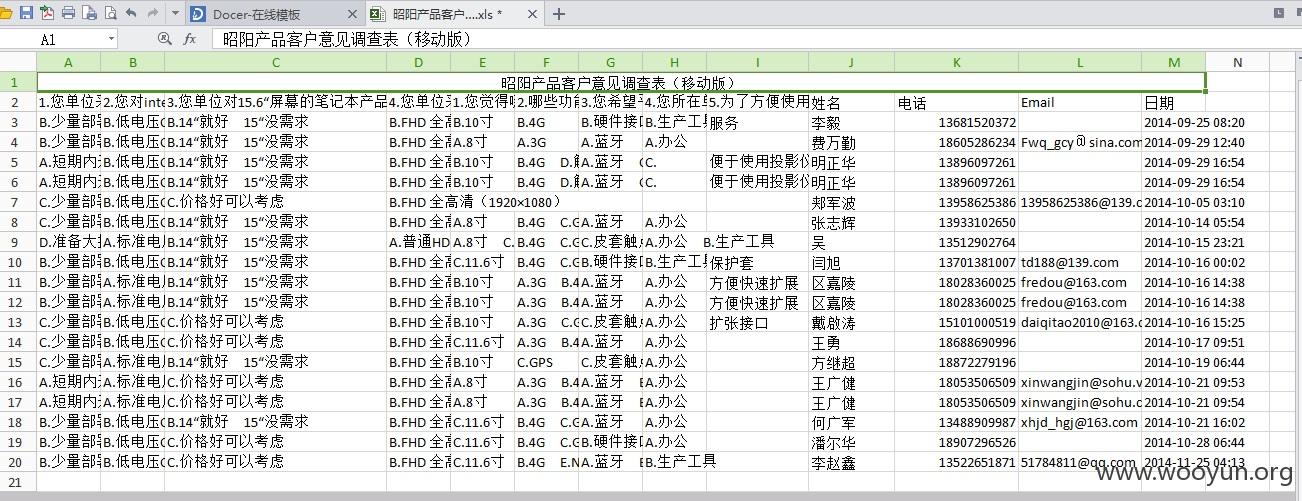 Docer-在线模板 昭阳产品客户....xls *
A1 fx 昭阳产品客户意见调查表（移动版）
A B C D E F G H I J K L M N
1 昭阳产品客户意见调查表（移动版）
2 1.您单位 2.您对inte 3.您单位对15.6“屏幕的笔记本产品 4.您单位 1.您觉得 2.哪些功 3.您希望 4.您所在 5.为了方便使用 姓名 电话 Email 日期
3 B.少量部 B.低电压 B.14“就好 15“没需求 B.FHD 全 B.10寸 B.4G B.硬件接 B.生产工 服务 李毅 13681520372 2014-09-25 08:20
4 C.少量部 B.低电压 B.14“就好 15“没需求 B.FHD 全 A.8寸 A.3G A.蓝牙 A.办公 费万勤 18605286234 Fwq_gcy@sina.com 2014-09-29 12:40
5 A.短期内 B.低电压 B.14“就好 15“没需求 B.FHD 全 B.10寸 B.4G D. A.蓝牙 C. 便于使用投影 明正华 13896097261 2014-09-29 16:54
6 A.短期内 B.低电压 B.14“就好 15“没需求 B.FHD 全 B.10寸 B.4G D. A.蓝牙 C. 便于使用投影 明正华 13896097261 2014-09-29 16:54
7 C.少量部 B.低电压 C.价格好可以考虑 B.FHD 全高清（1920×1080） 郑军波 13958625386 13958625386@139. 2014-10-05 03:10
8 C.少量部 B.低电压 B.14“就好 15“没需求 B.FHD 全 A.8寸 B.4G C. A.蓝牙 A.办公 张志辉 13933102650 2014-10-14 05:54
9 D.准备大 A.标准电 B.14“就好 15“没需求 A.普通HD A.8寸 C. B.4G C. C.皮套触 A.办公 B.生产工具 吴 13512902764 2014-10-15 23:21
10 B.少量部 B.低电压 B.14“就好 15“没需求 B.FHD 全 C.11.6寸 B.4G C. B.硬件接 B.生产工 保护套 闫旭 13701381007 td188@139.com 2014-10-16 00:02
11 B.少量部 B.低电压 B.14“就好 15“没需求 B.FHD 全 B.10寸 A.3G B.4 A.蓝牙 A.办公 方便快速扩展 区嘉陵 18028360025 fredou@163.com 2014-10-16 14:38
12 B.少量部 B.低电压 B.14“就好 15“没需求 B.FHD 全 B.10寸 A.3G B.4 A.蓝牙 A.办公 方便快速扩展 区嘉陵 18028360025 fredou@163.com 2014-10-16 14:38
13 C.少量部 B.低电压 C.价格好可以考虑 B.FHD 全 B.10寸 A.3G C. C.皮套触 A.办公 扩张接口 戴啟涛 15101000519 daiqitao2010@163. 2014-10-16 15:25
14 C.少量部 B.低电压 C.价格好可以考虑 B.FHD 全 C.11.6寸 A.3G B.4 A.蓝牙 A.办公 王勇 18688690996 2014-10-17 09:51
15 C.少量部 A.标准电 B.14“就好 15“没需求 B.FHD 全 B.10寸 C.GPS C.皮套触 A.办公 方继超 18872279196 2014-10-19 06:44
16 A.短期内 A.标准电 C.价格好可以考虑 B.FHD 全 A.8寸 A.3G B.4 A.蓝牙 A.办公 王广健 18053506509 xinwangjin@sohu. 2014-10-21 09:53
17 A.短期内 A.标准电 C.价格好可以考虑 B.FHD 全 A.8寸 A.3G B.4 A.蓝牙 A.办公 王广健 18053506509 xinwangjin@sohu. 2014-10-21 09:54
18 B.少量部 B.低电压 B.14“就好 15“没需求 B.FHD 全 C.11.6寸 B.4G C. A.蓝牙 A.办公 何广军 13488909987 xhjd_hgj@163.com 2014-10-21 16:02
19 B.少量部 B.低电压 C.价格好可以考虑 B.FHD 全 C.11.6寸 B.4G C. B.硬件接 A.办公 潘尔华 18907296526 2014-10-28 06:44
20 B.少量部 B.低电压 C.价格好可以考虑 B.FHD 全 C.11.6寸 B.4G E.N A.蓝牙 B.生产工具 李赵鑫 13522651871 51784811@qq.com 2014-11-25 04:13
21
www.wooyun.org